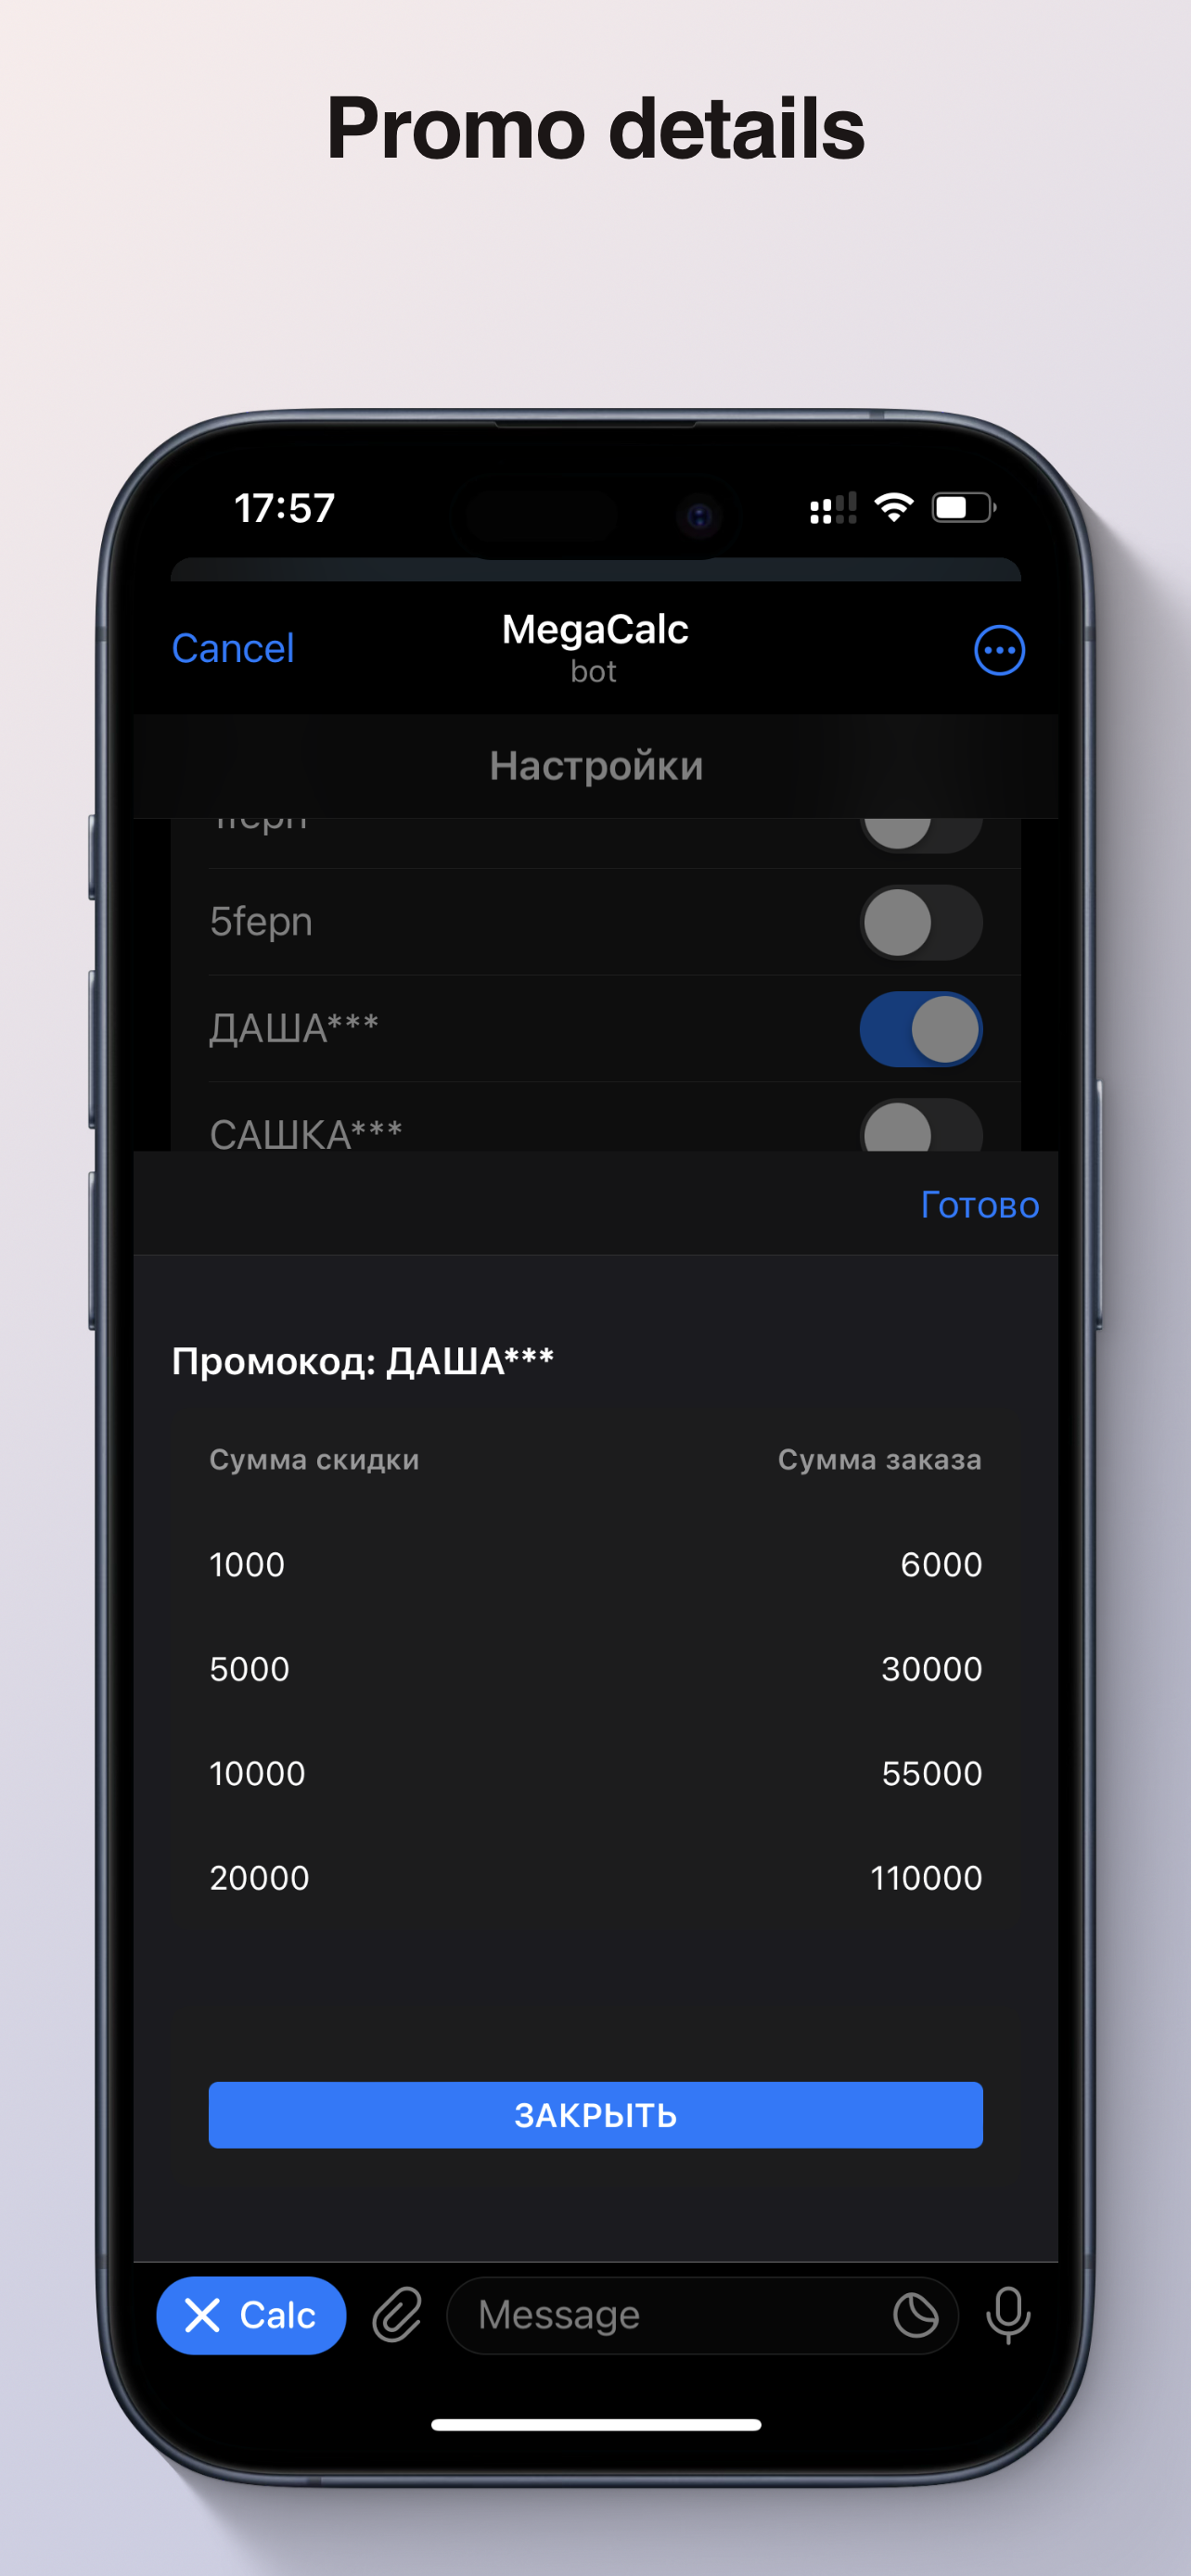 Promo details
17:57
Cancel
MegaCalc
bot
Настройки
5fepn
ДАША***
САШКА***
Готово
Промокод: ДАША***
Сумма скидки Сумма заказа
1000 6000
5000 30000
10000 55000
20000 110000
ЗАКРЫТЬ
Calc
Message